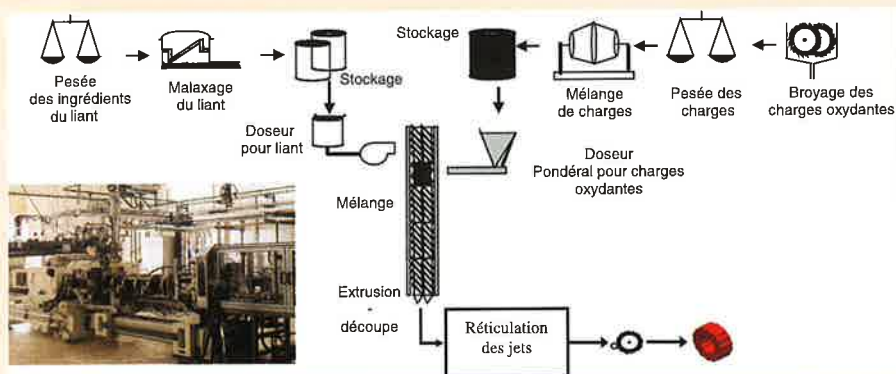 Pesée
des ingrédients
du liant
Malaxage
du liant
Stockage
Stockage
Mélange
de charges
Pesée des
charges
Broyage des
charges oxydantes
Doseur
pour liant
Doseur
Pondéral pour charges
oxydantes
Mélange
Extrusion
-
découpe
Réticulation
des jets